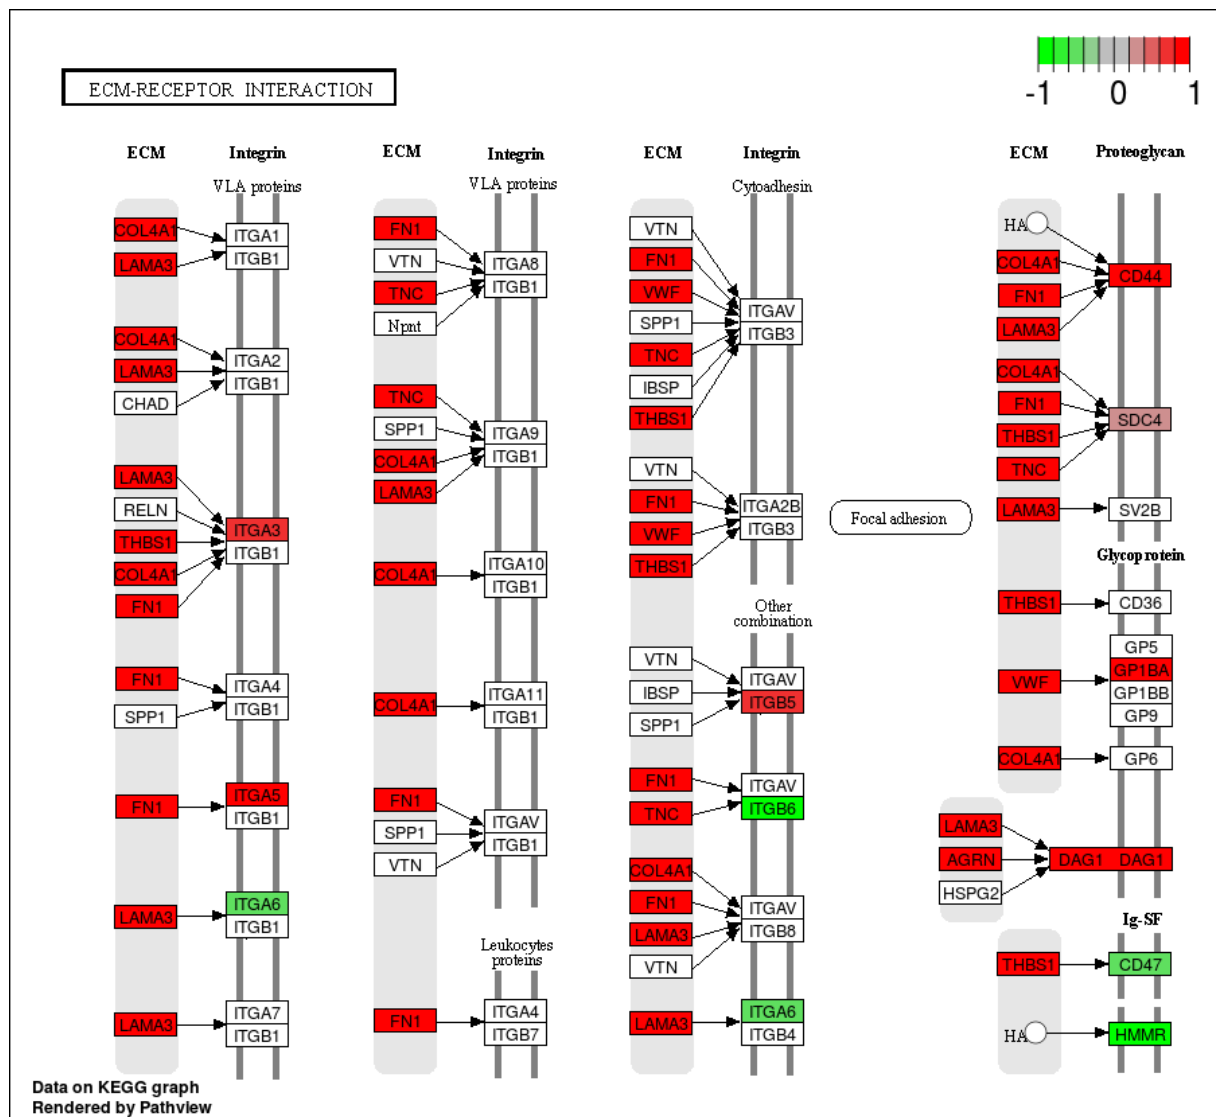 -1 0 1
ECM-RECEPTOR INTERACTION
ECM Integrin
VLA proteins
COL4A1
LAMA3
ITGA1
ITGB1
COL4A1
LAMA3
CHAD
ITGA2
ITGB1
LAMA3
RELN
THBS1
COL4A1
FN1
ITGA3
ITGB1
FN1
SPP1
ITGA4
ITGB1
FN1
ITGA5
ITGB1
LAMA3
ITGA6
ITGB1
LAMA3
ITGA7
ITGB1
ECM Integrin
VLA proteins
FN1
VTN
TNC
Npnt
ITGA8
ITGB1
TNC
SPP1
COL4A1
LAMA3
ITGA9
ITGB1
COL4A1
ITGA10
ITGB1
COL4A1
ITGA11
ITGB1
FN1
SPP1
VTN
ITGAV
ITGB1
Leukocytes
proteins
FN1
ITGA4
ITGB7
ECM Integrin
Cytoadhesin
VTN
FN1
VWF
SPP1
TNC
IBSP
THBS1
ITGAV
ITGB3
VTN
FN1
VWF
THBS1
ITGA2B
ITGB3
Other
combination
VTN
IBSP
SPP1
ITGAV
ITGB5
FN1
TNC
ITGAV
ITGB6
COL4A1
FN1
LAMA3
VTN
ITGAV
ITGB8
LAMA3
ITGA6
ITGB4
Focal adhesion
ECM Proteoglycan
HA
COL4A1
FN1
LAMA3
CD44
COL4A1
FN1
THBS1
TNC
SDC4
LAMA3
SV2B
Glycoprotein
THBS1
CD36
VWF
GP5
GP1BA
GP1BB
GP9
COL4A1
GP6
LAMA3
AGRN
HSPG2
DAG1 DAG1
Ig-SF
THBS1
CD47
HA
HMMR
Data on KEGG graph
Rendered by Pathview